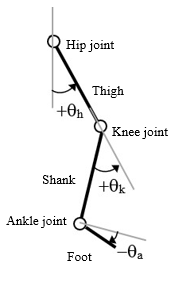 Hip joint
Thigh
+θh
Knee joint
Shank
+θk
Ankle joint
−θa
Foot